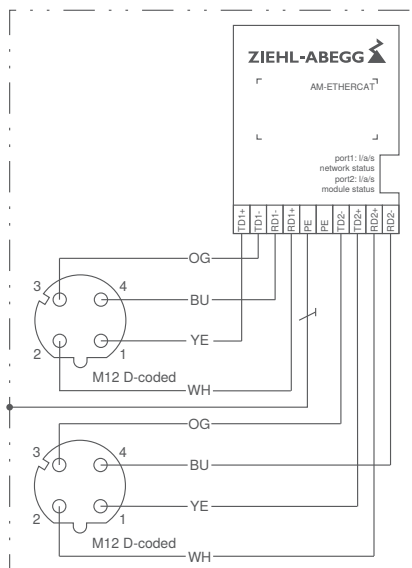 ZIEHL-ABEGG
AM-ETHERCAT
port1: l/a/s
network status
port2: l/a/s
module status
TD1+
TD1-
RD1-
RD1+
PE
PE
TD2-
TD2+
RD2+
RD2-
OG
3
4
BU
YE
2
1
M12 D-coded
WH
OG
3
4
BU
YE
2
1
M12 D-coded
WH